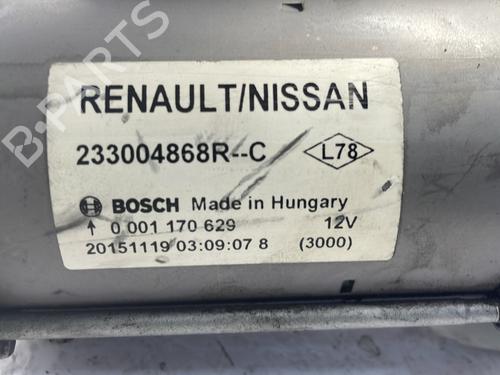 B-PARTS
RENAULT/NISSAN
233004868R--C L78
BOSCH Made in Hungary
0 001 170 629 12V
20151119 03:09:07 8 (3000)